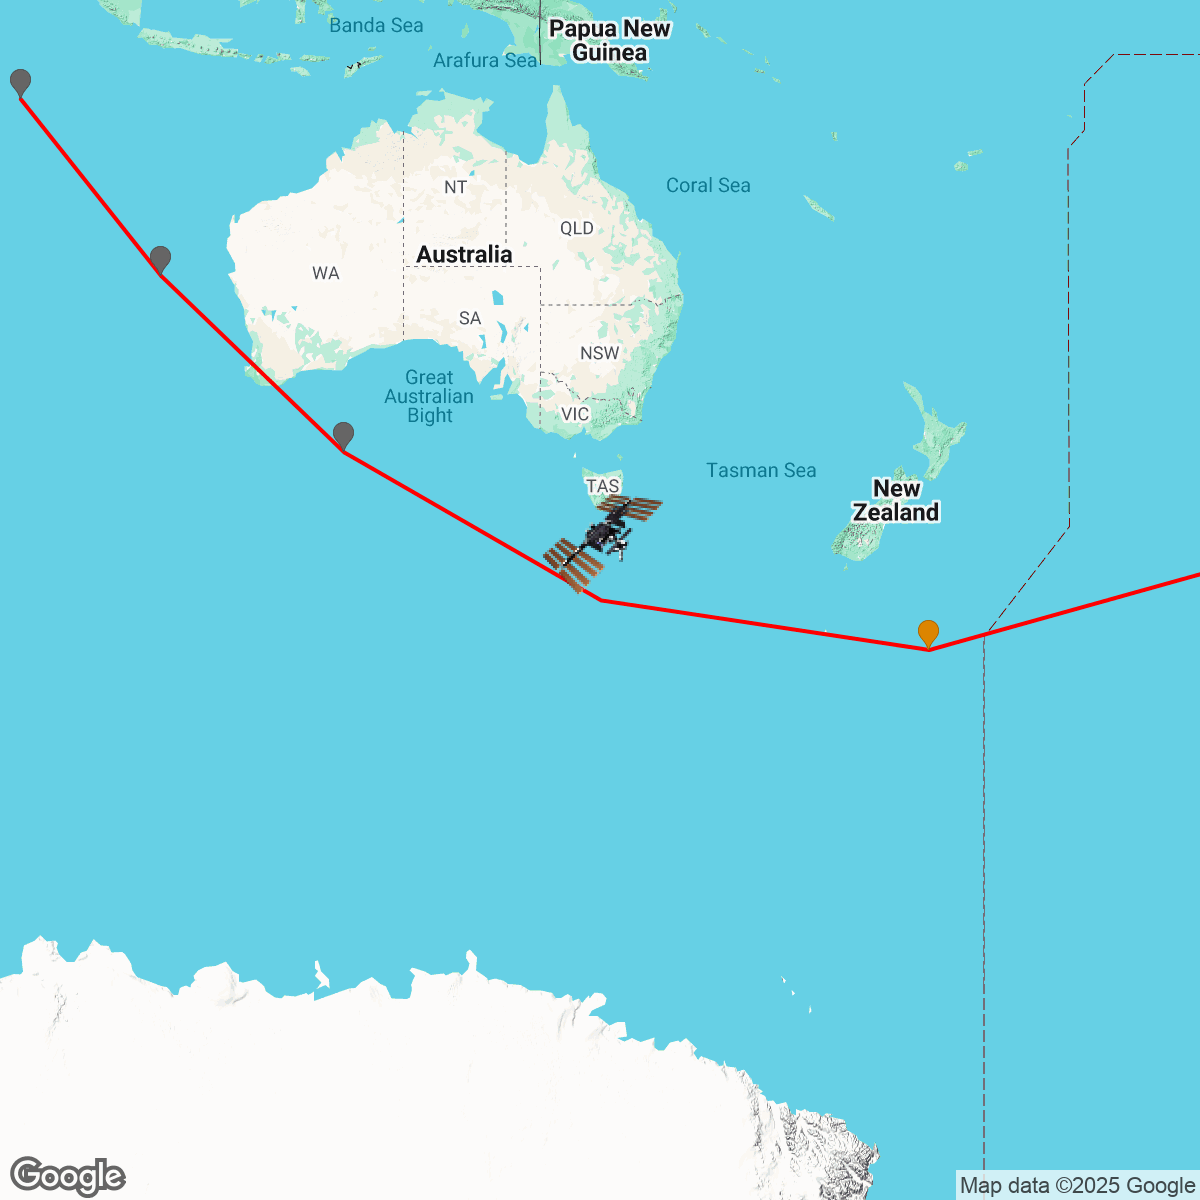 Banda Sea
Papua New
Guinea
Arafura Sea
NT
Coral Sea
QLD
Australia
WA
SA
NSW
Great
Australian
Bight
VIC
Tasman Sea
TAS
New
Zealand
Google
Map data ©2025 Google